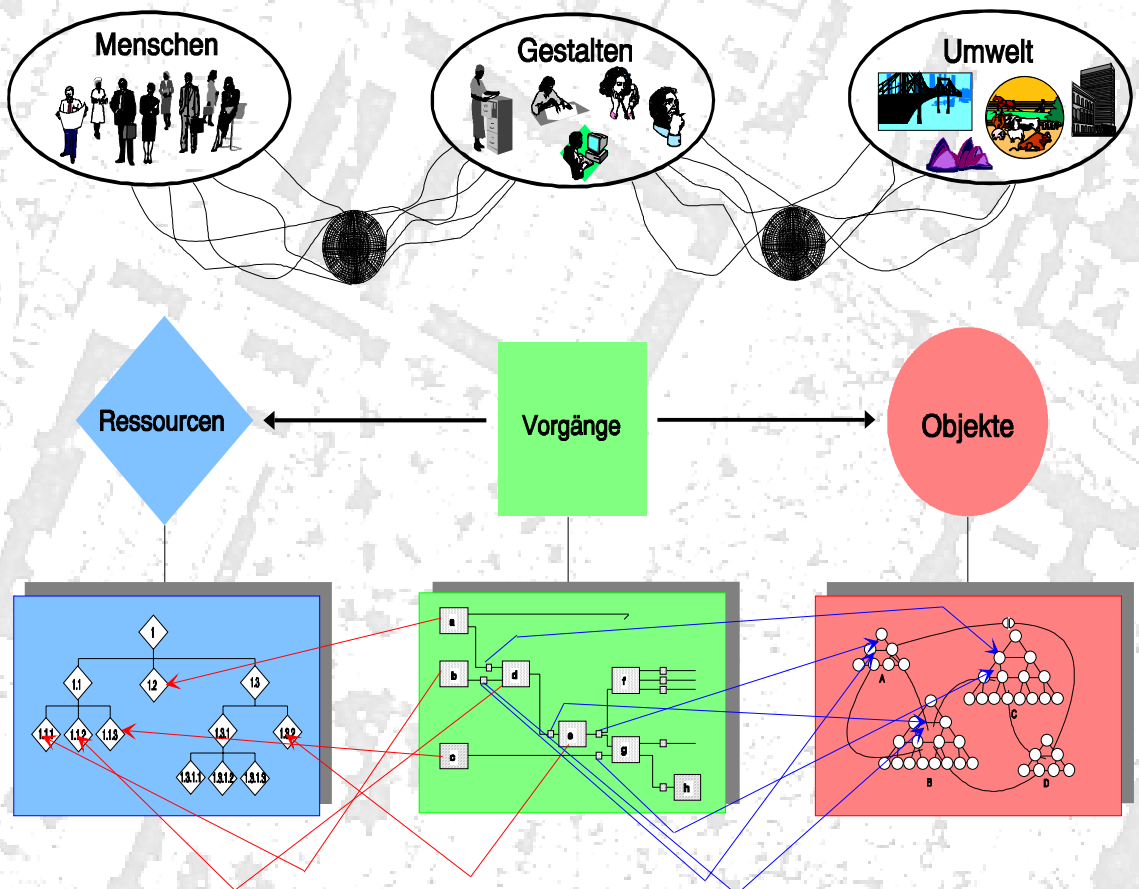 Menschen
Gestalten
Umwelt
Ressourcen
Vorgänge
Objekte
1
1.1
1.2
1.3
1.1.1
1.1.2
1.1.3
1.3.1
1.3.2
1.3.1.1
1.3.1.2
1.3.1.3
a
b
c
d
e
f
g
h
A
B
C
D